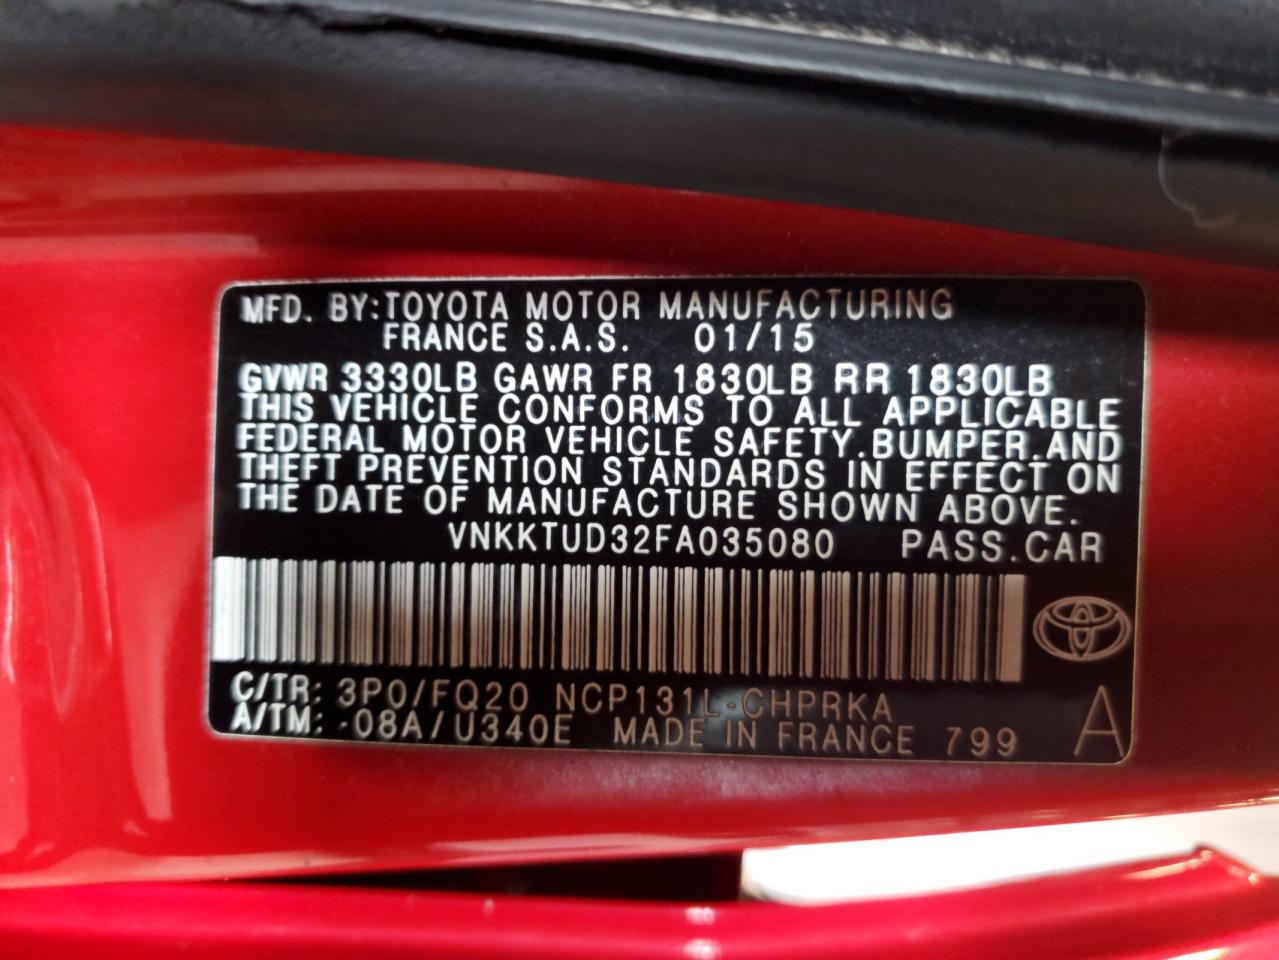 MFD. BY:TOYOTA MOTOR MANUFACTURING
FRANCE S.A.S. 01/15
GVWR 3330LB GAWR FR 1830LB RR 1830LB
THIS VEHICLE CONFORMS TO ALL APPLICABLE
FEDERAL MOTOR VEHICLE SAFETY.BUMPER.AND
THEFT PREVENTION STANDARDS IN EFFECT ON
THE DATE OF MANUFACTURE SHOWN ABOVE.
VNKKTUD32FA035080 PASS.CAR
C/TR: 3P0/FQ20 NCP131L-CHPRKA
A/TM: -08A/U340E MADE IN FRANCE 799 A